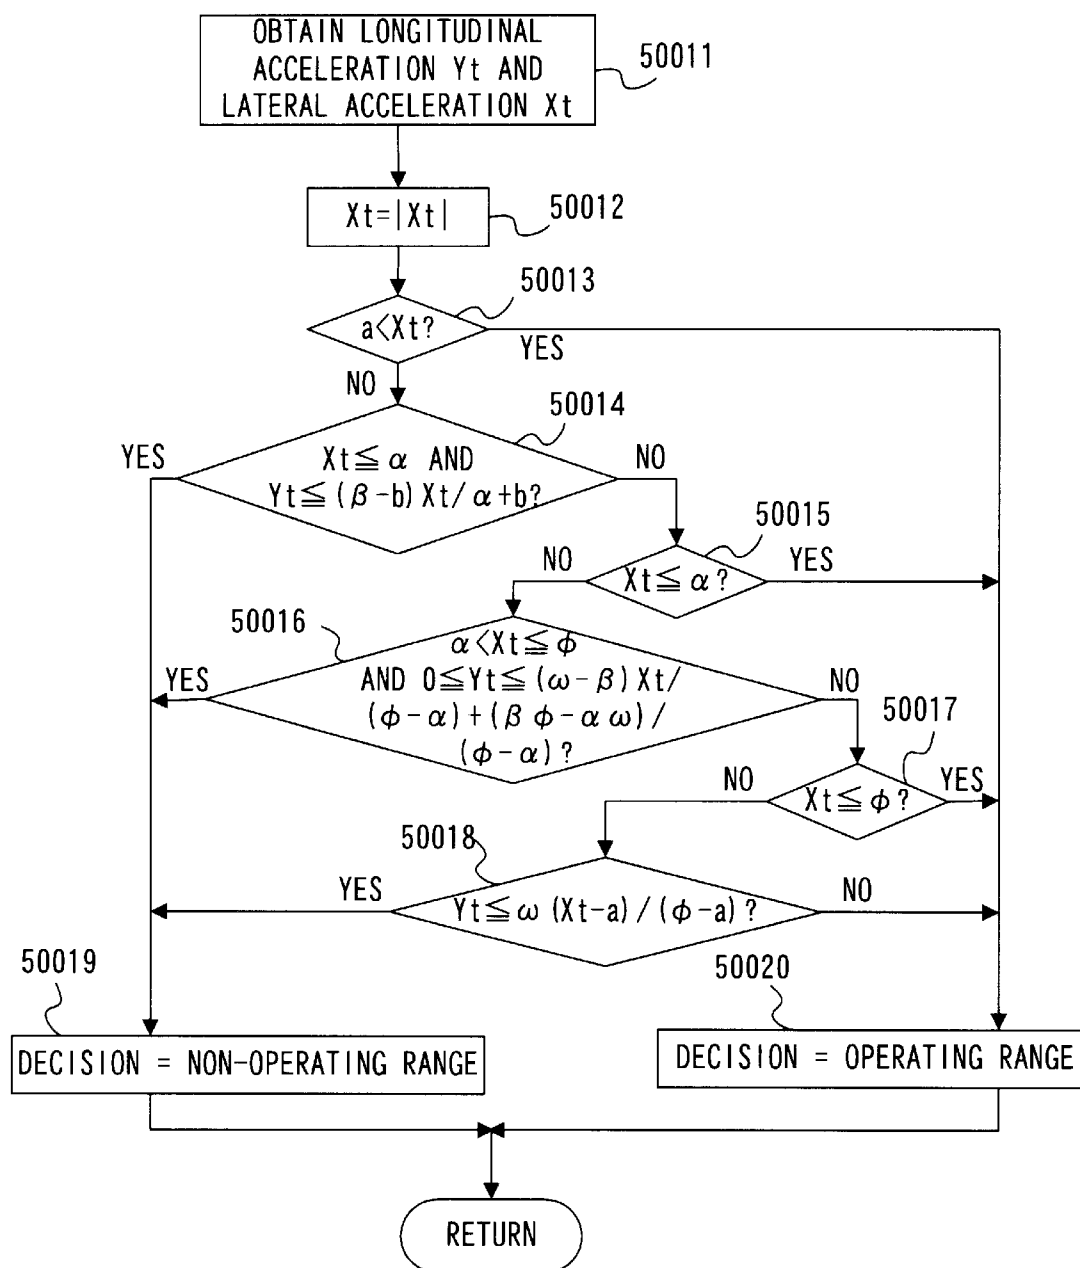 OBTAIN LONGITUDINAL
ACCELERATION Yt AND
LATERAL ACCELERATION Xt
50011
Xt=|Xt|
50012
50013
a<Xt?
YES
NO
50014
YES
Xt≦α AND
Yt≦(β-b)Xt/α+b?
NO
50015
NO
Xt≦α?
YES
50016
α<Xt≦ϕ
AND 0≦Yt≦(ω-β)Xt/
(ϕ-α)+(βϕ-αω)/
(ϕ-α)?
YES
NO
50017
NO
Xt≦ϕ?
YES
50018
YES
Yt≦ω(Xt-a)/(ϕ-a)?
NO
50019
50020
DECISION = NON-OPERATING RANGE
DECISION = OPERATING RANGE
RETURN